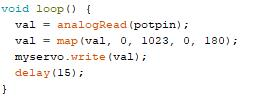 void loop() {
  val = analogRead(potpin);
  val = map(val, 0, 1023, 0, 180);
  myservo.write(val);
  delay(15);
}